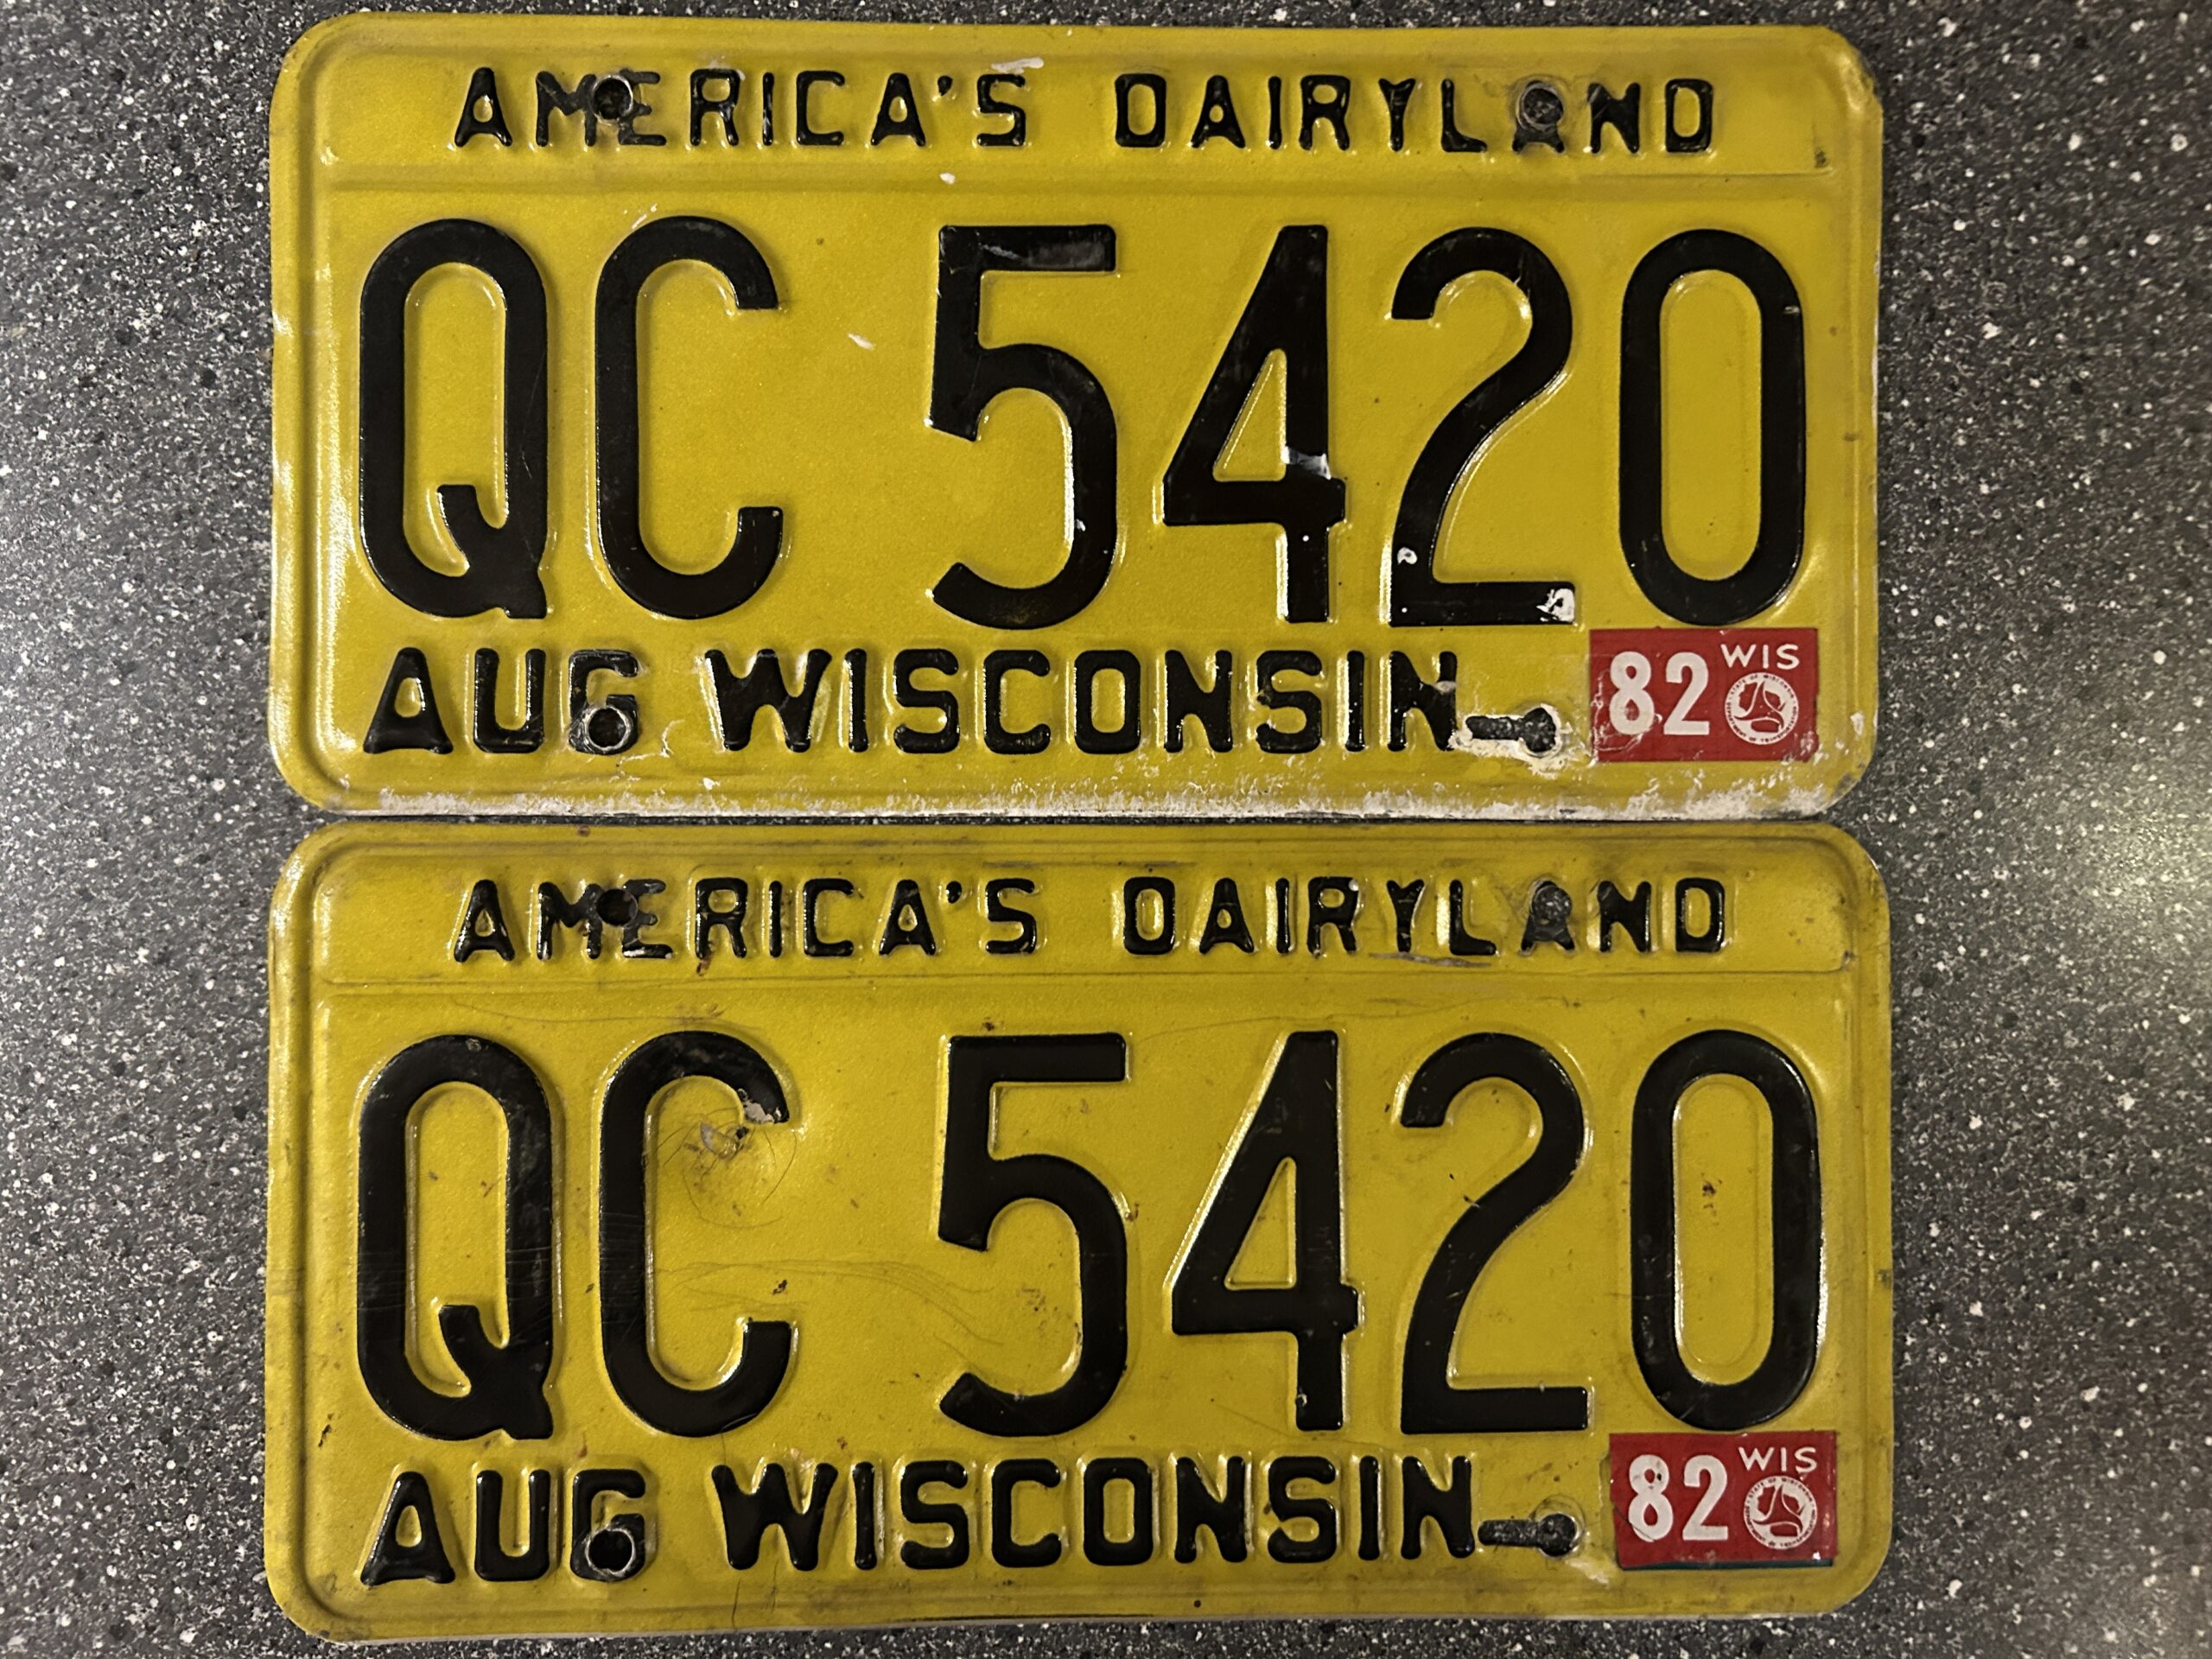 AMERICA'S DAIRYLAND
QC 5420
AUG WISCONSIN
82 WIS
AMERICA'S DAIRYLAND
QC 5420
AUG WISCONSIN
82 WIS